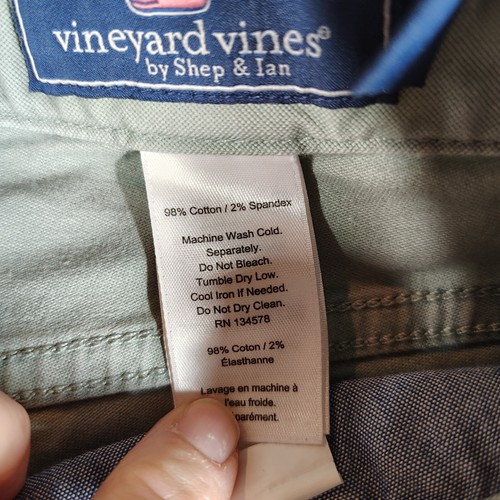 vineyard vines®
by Shep & Ian
98% Cotton / 2% Spandex
Machine Wash Cold.
Separately.
Do Not Bleach.
Tumble Dry Low.
Cool Iron If Needed.
Do Not Dry Clean.
RN 134578
98% Coton / 2%
Élasthanne
Lavage en machine à
l'eau froide.